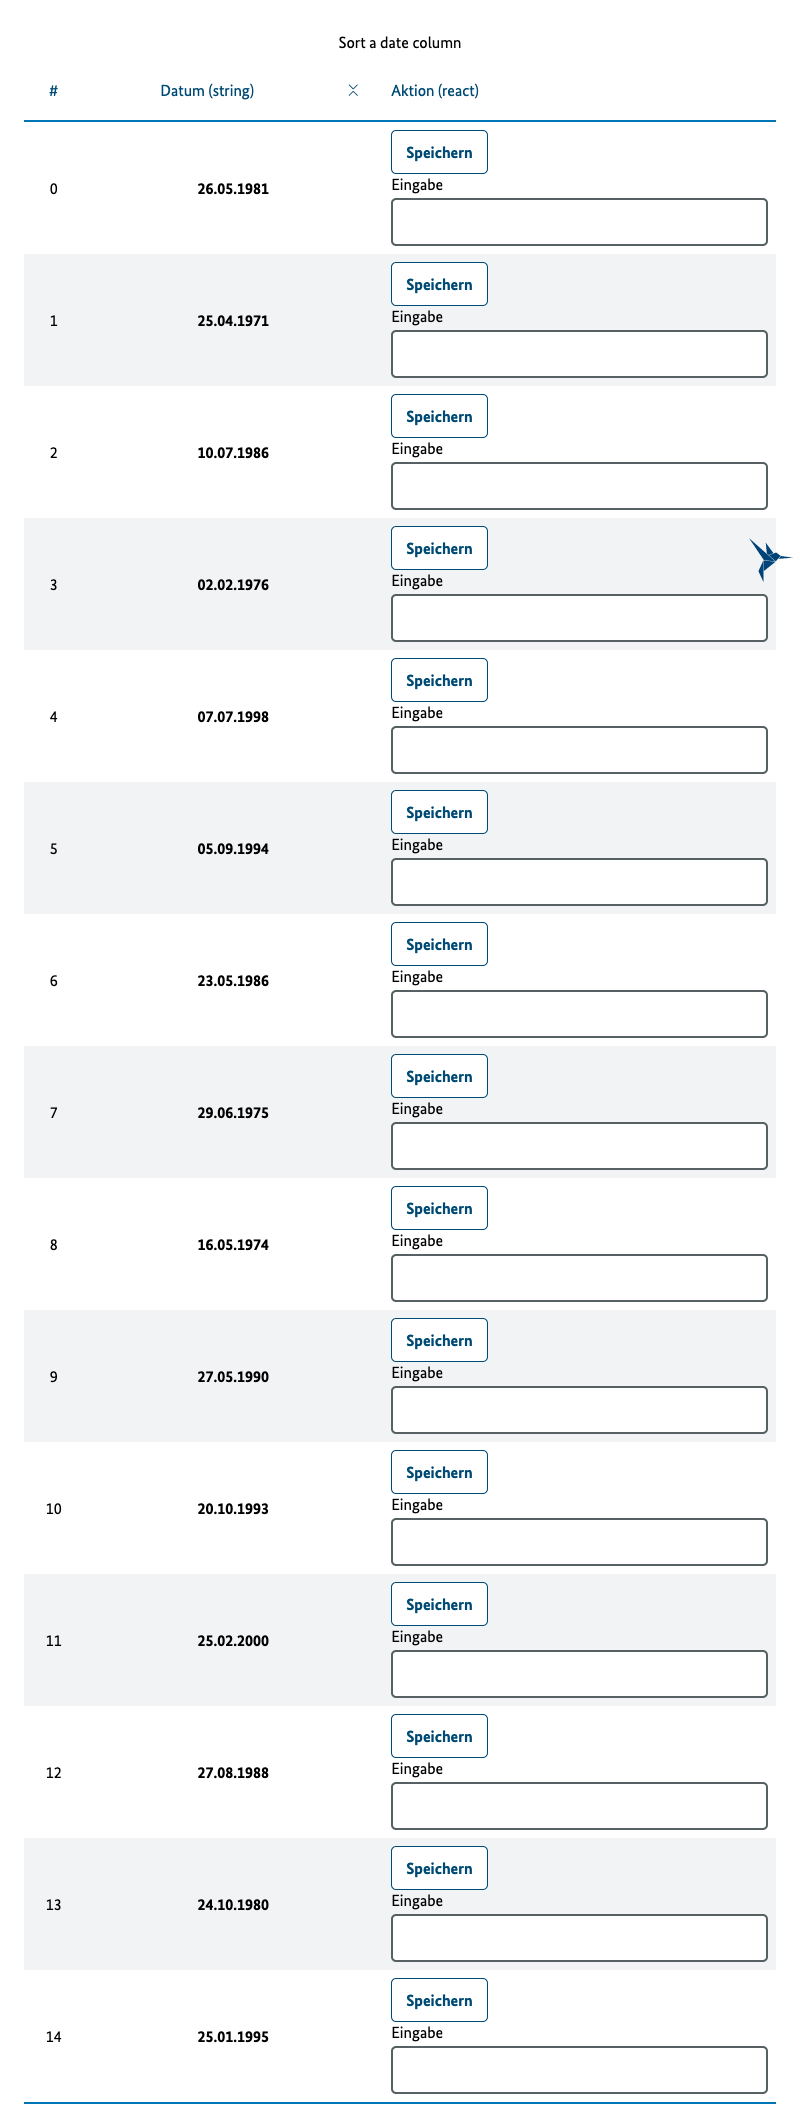 Sort a date column
# Datum (string) Aktion (react)
Speichern
Eingabe
0 26.05.1981
Speichern
Eingabe
1 25.04.1971
Speichern
Eingabe
2 10.07.1986
Speichern
Eingabe
3 02.02.1976
Speichern
Eingabe
4 07.07.1998
Speichern
Eingabe
5 05.09.1994
Speichern
Eingabe
6 23.05.1986
Speichern
Eingabe
7 29.06.1975
Speichern
Eingabe
8 16.05.1974
Speichern
Eingabe
9 27.05.1990
Speichern
Eingabe
10 20.10.1993
Speichern
Eingabe
11 25.02.2000
Speichern
Eingabe
12 27.08.1988
Speichern
Eingabe
13 24.10.1980
Speichern
Eingabe
14 25.01.1995